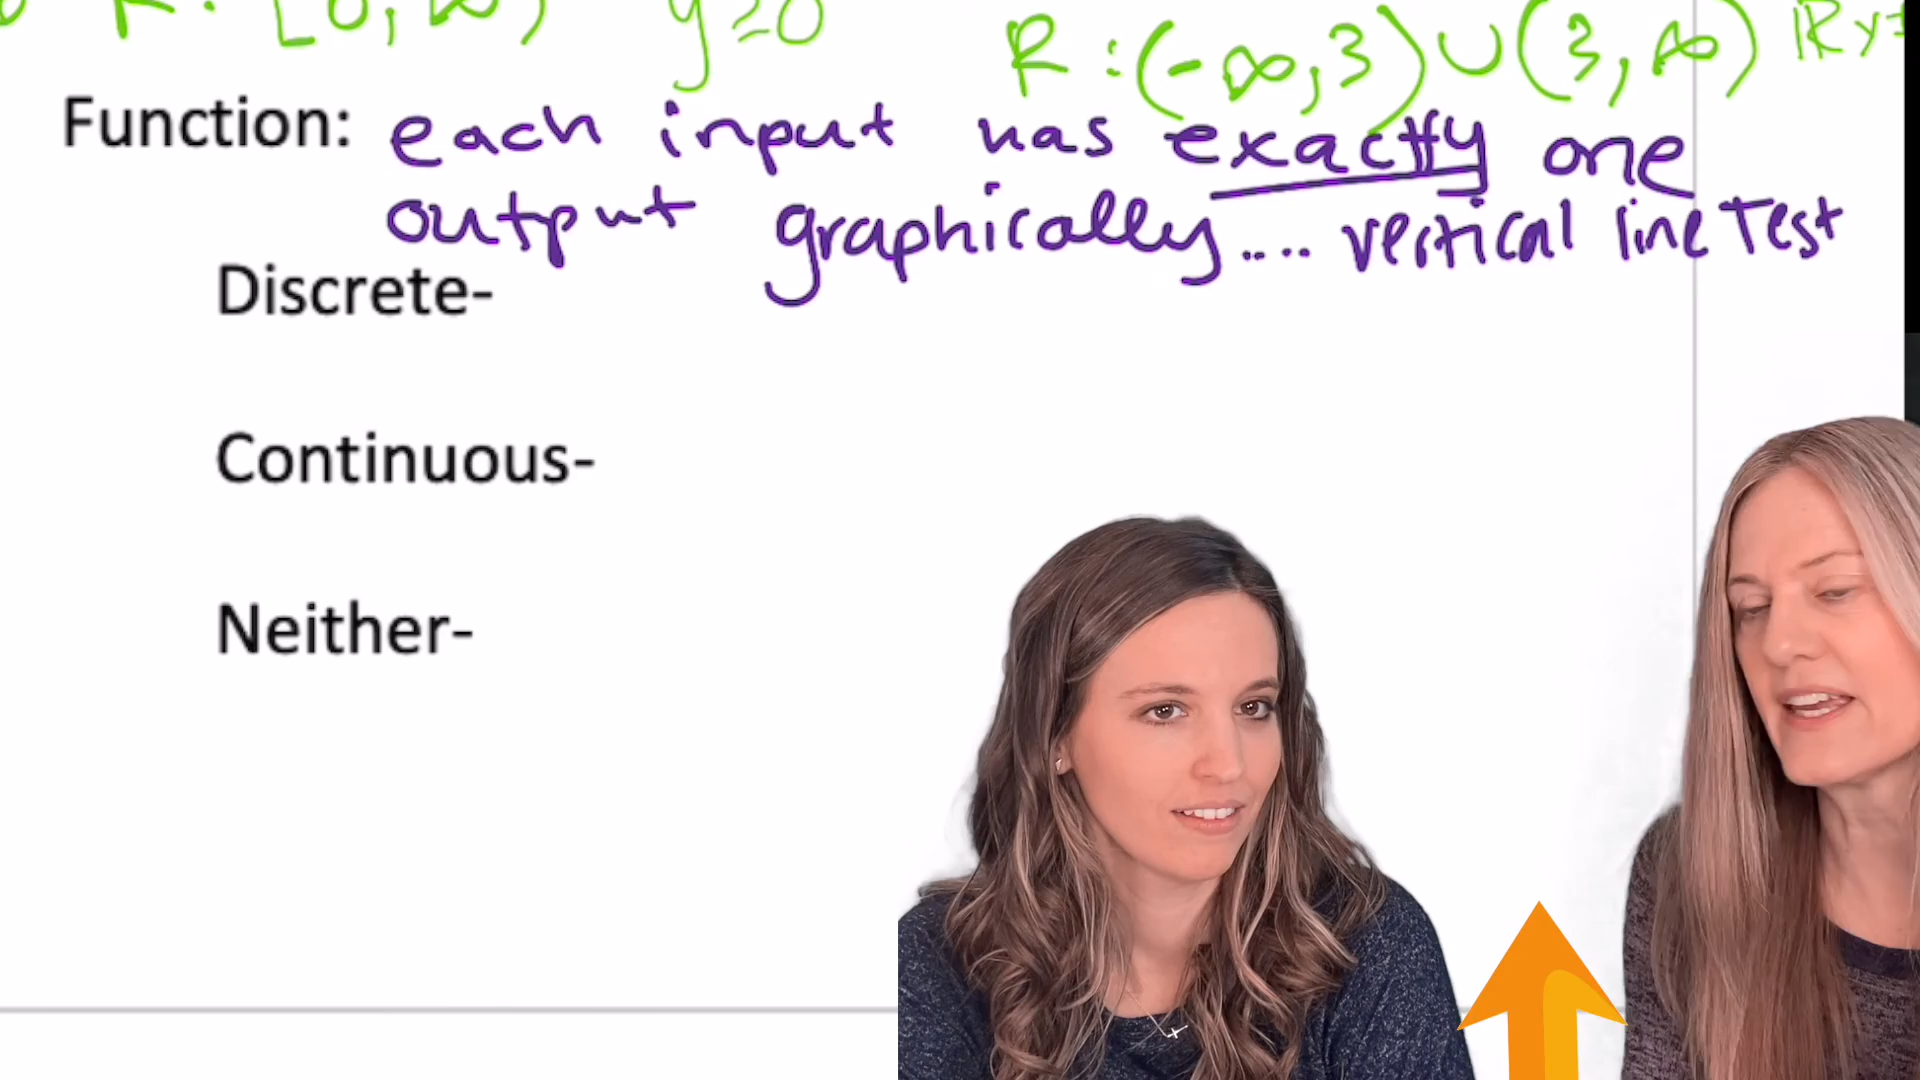 R: [0, ∞) y≥0
R:(-∞,3)∪(3,∞) ℝ y
Function: each input has exactly one
output graphically.... vertical line Test
Discrete-
Continuous-
Neither-